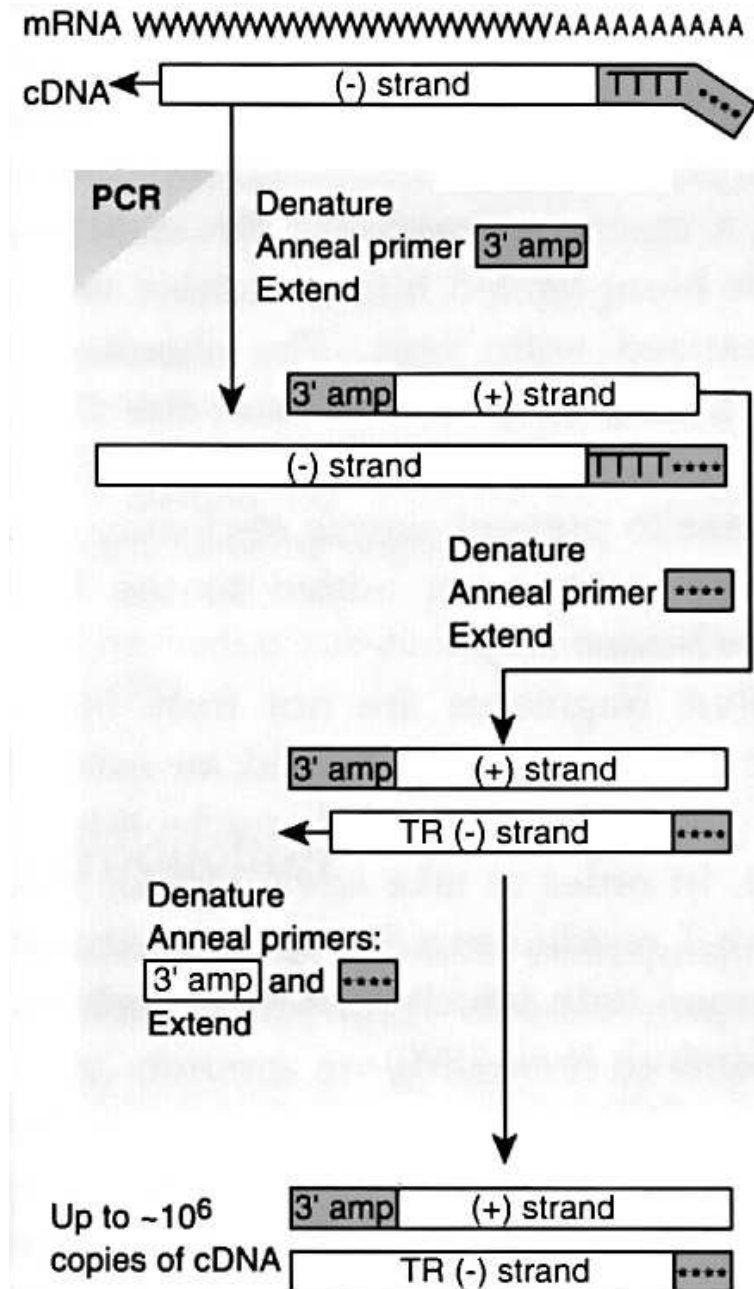 mRNA AAAAAAAAAA
cDNA (-) strand TTTT ....
PCR
Denature
Anneal primer 3' amp
Extend
3' amp (+) strand
(-) strand TTTT ....
Denature
Anneal primer ....
Extend
3' amp (+) strand
TR (-) strand ....
Denature
Anneal primers:
3' amp and ....
Extend
Up to ~10⁶
copies of cDNA
3' amp (+) strand
TR (-) strand ....